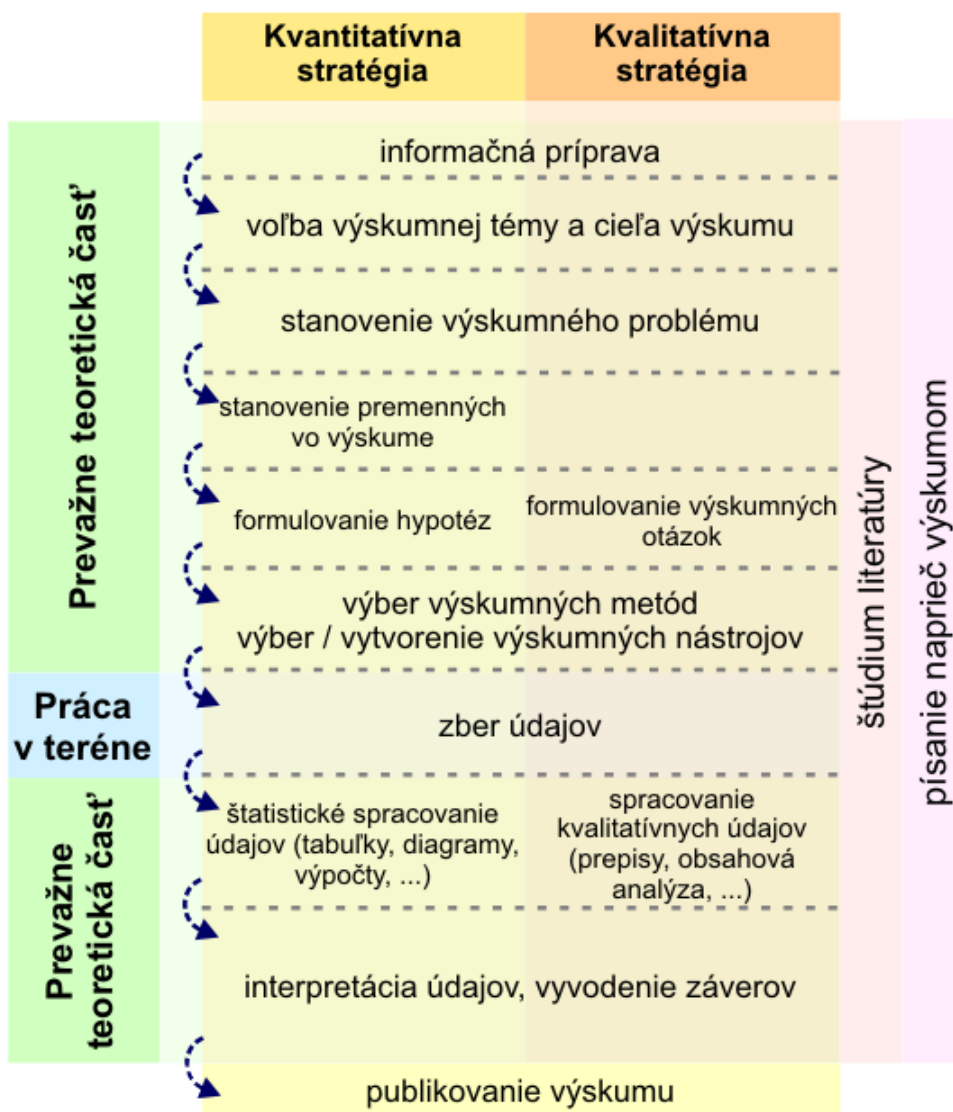 Kvantitatívna
stratégia
Kvalitatívna
stratégia
Prevažne teoretická časť
informačná príprava
voľba výskumnej témy a cieľa výskumu
stanovenie výskumného problému
stanovenie premenných
vo výskume
formulovanie hypotéz
formulovanie výskumných
otázok
výber výskumných metód
výber / vytvorenie výskumných nástrojov
Práca
v teréne
zber údajov
Prevažne
teoretická časť
štatistické spracovanie
údajov (tabuľky, diagramy,
výpočty, ...)
spracovanie
kvalitatívnych údajov
(prepisy, obsahová
analýza, ...)
interpretácia údajov, vyvodenie záverov
publikovanie výskumu
štúdium literatúry
písanie naprieč výskumom